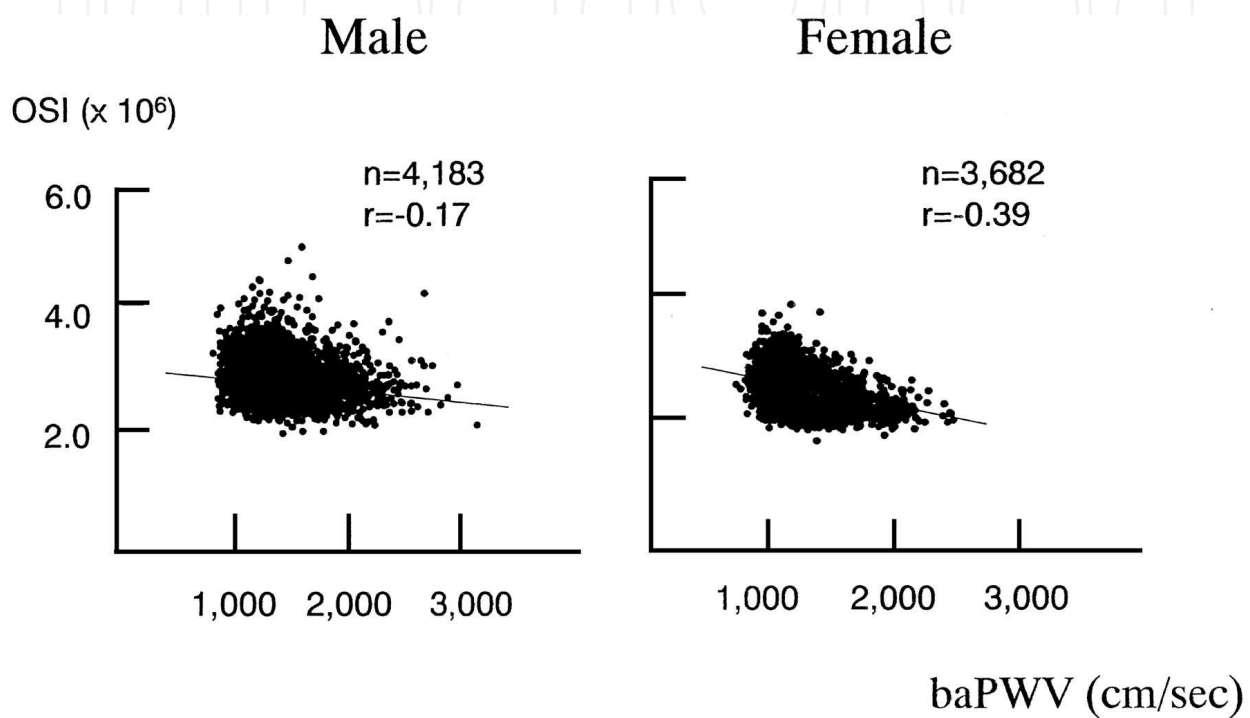 Male
Female
OSI (x 10⁶)
n=4,183
r=-0.17
n=3,682
r=-0.39
6.0
4.0
2.0
1,000 2,000 3,000
1,000 2,000 3,000
baPWV (cm/sec)